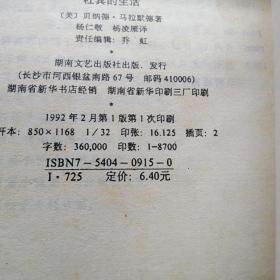 杜宾的生活
(美)贝纳德·马拉默德著
杨仁敬 杨凌雁译
责任编辑：乔虹
湖南文艺出版社出版、发行
(长沙市河西银盆南路67号 邮码410006)
湖南省新华书店经销 湖南省新华印刷三厂印刷
开本：850×1168 1/32 印张：16.125 插页：2
字数：360,000 印数：1-8700
1992年2月第1版第1次印刷
ISBN7-5404-0915-0
I·725 定价：6.40元